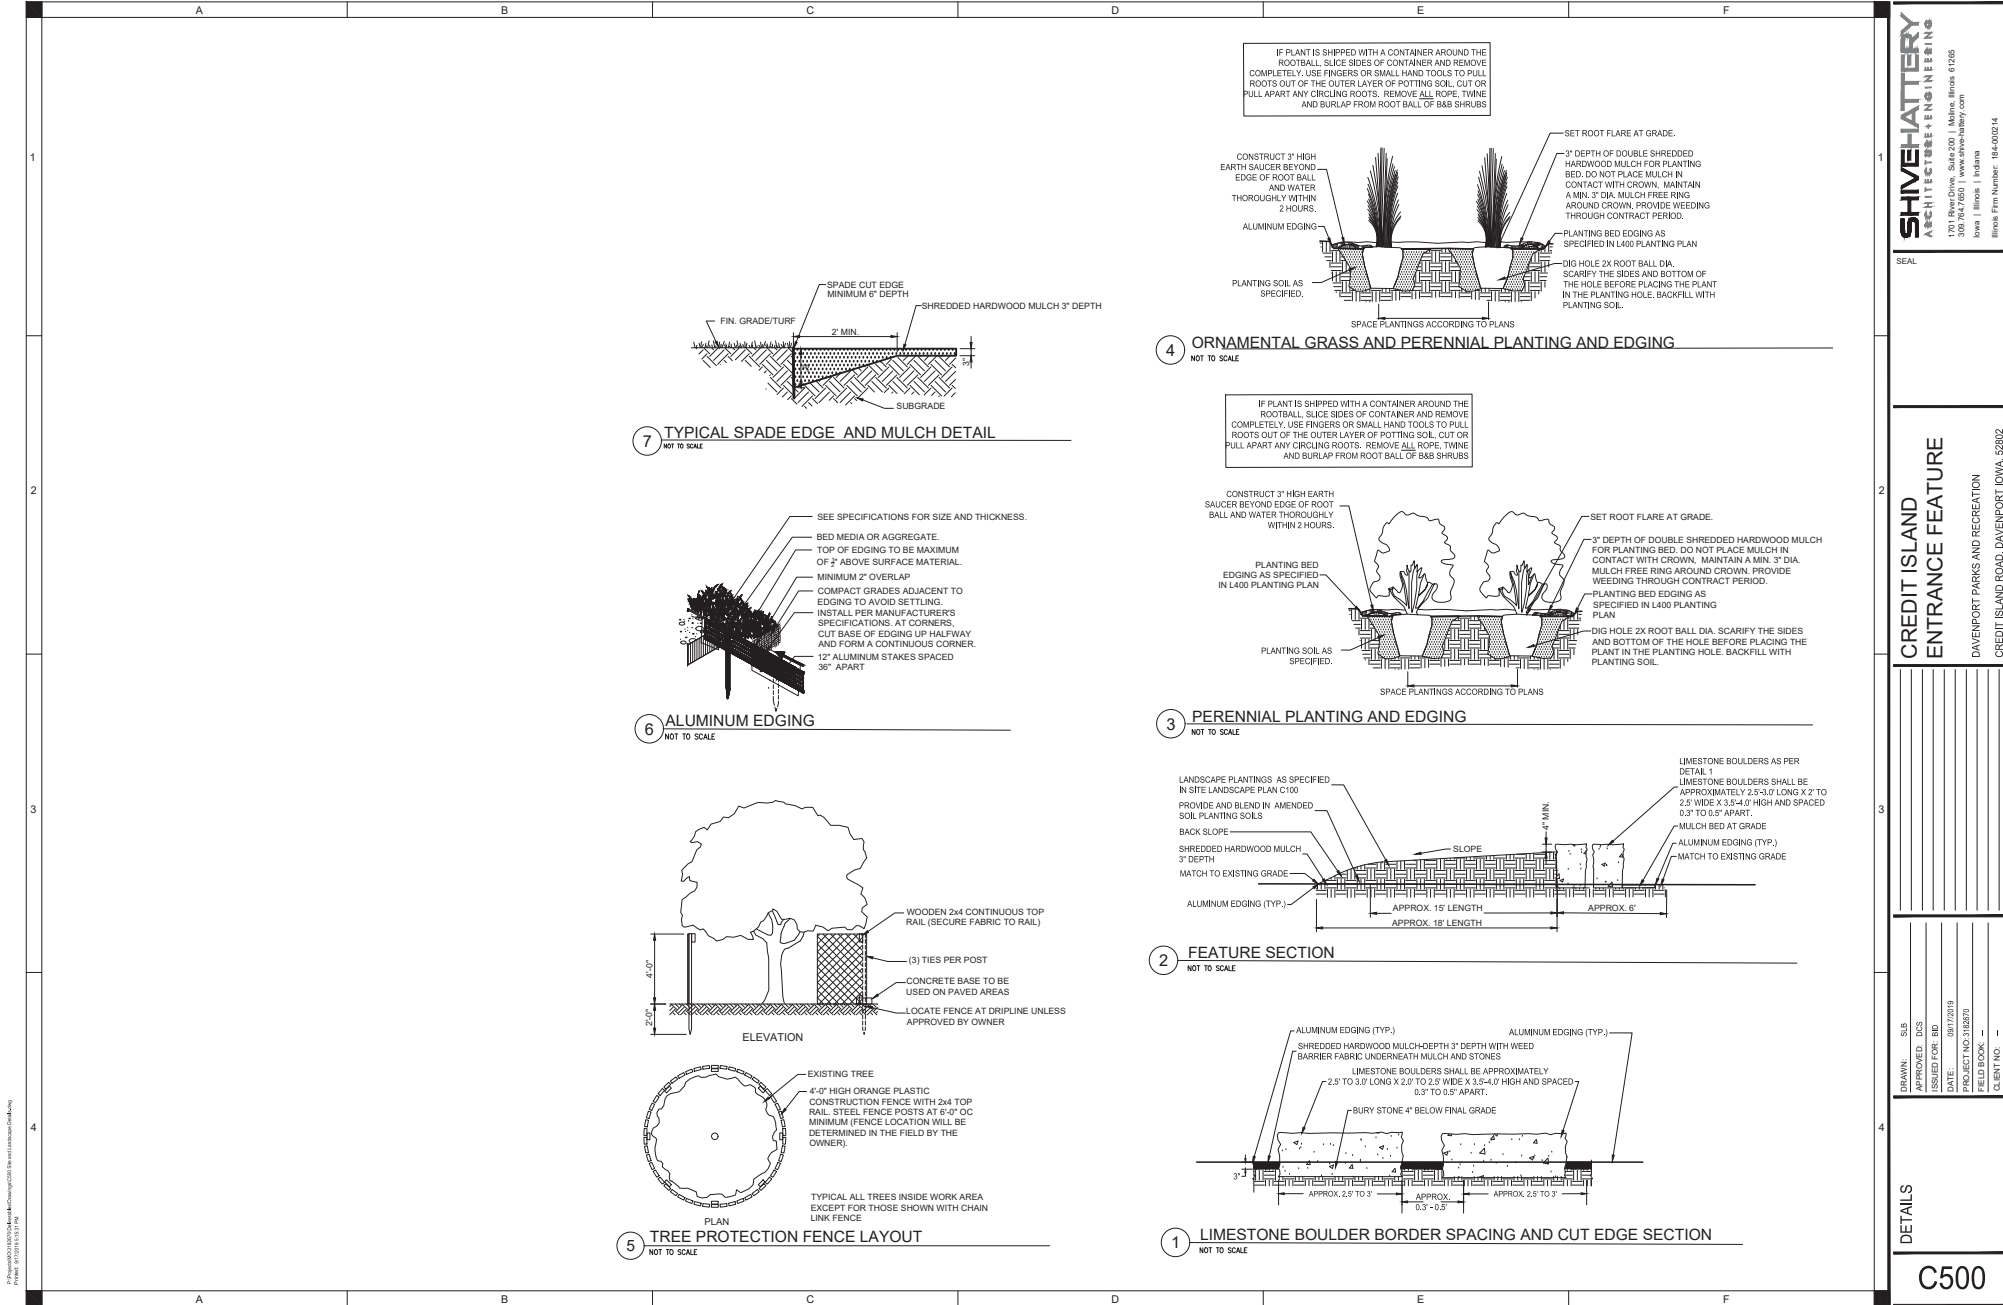 A B C D E F
1
2
3
4
IF PLANT IS SHIPPED WITH A CONTAINER AROUND THE
ROOTBALL, SLICE SIDES OF CONTAINER AND REMOVE
COMPLETELY. USE FINGERS OR SMALL HAND TOOLS TO PULL
ROOTS OUT OF THE OUTER LAYER OF POTTING SOIL, CUT OR
PULL APART ANY CIRCLING ROOTS. REMOVE ALL ROPE, TWINE
AND BURLAP FROM ROOT BALL OF B&B SHRUBS
CONSTRUCT 3" HIGH
EARTH SAUCER BEYOND
EDGE OF ROOT BALL
AND WATER
THOROUGHLY WITHIN
2 HOURS.
ALUMINUM EDGING
PLANTING SOIL AS
SPECIFIED.
SET ROOT FLARE AT GRADE.
3" DEPTH OF DOUBLE SHREDDED
HARDWOOD MULCH FOR PLANTING
BED. DO NOT PLACE MULCH IN
CONTACT WITH CROWN, MAINTAIN
A MIN. 3" DIA. MULCH FREE RING
AROUND CROWN. PROVIDE WEEDING
THROUGH CONTRACT PERIOD.
PLANTING BED EDGING AS
SPECIFIED IN L400 PLANTING PLAN
DIG HOLE 2X ROOT BALL DIA.
SCARIFY THE SIDES AND BOTTOM OF
THE HOLE BEFORE PLACING THE PLANT
IN THE PLANTING HOLE. BACKFILL WITH
PLANTING SOIL.
SPACE PLANTINGS ACCORDING TO PLANS
4 ORNAMENTAL GRASS AND PERENNIAL PLANTING AND EDGING
NOT TO SCALE
SPADE CUT EDGE
MINIMUM 6" DEPTH
SHREDDED HARDWOOD MULCH 3" DEPTH
FIN. GRADE/TURF
2' MIN.
3"
SUBGRADE
7 TYPICAL SPADE EDGE AND MULCH DETAIL
NOT TO SCALE
IF PLANT IS SHIPPED WITH A CONTAINER AROUND THE
ROOTBALL, SLICE SIDES OF CONTAINER AND REMOVE
COMPLETELY. USE FINGERS OR SMALL HAND TOOLS TO PULL
ROOTS OUT OF THE OUTER LAYER OF POTTING SOIL, CUT OR
PULL APART ANY CIRCLING ROOTS. REMOVE ALL ROPE, TWINE
AND BURLAP FROM ROOT BALL OF B&B SHRUBS
CONSTRUCT 3" HIGH EARTH
SAUCER BEYOND EDGE OF ROOT
BALL AND WATER THOROUGHLY
WITHIN 2 HOURS.
PLANTING BED
EDGING AS SPECIFIED
IN L400 PLANTING PLAN
PLANTING SOIL AS
SPECIFIED.
SET ROOT FLARE AT GRADE.
3" DEPTH OF DOUBLE SHREDDED HARDWOOD MULCH
FOR PLANTING BED. DO NOT PLACE MULCH IN
CONTACT WITH CROWN, MAINTAIN A MIN. 3" DIA.
MULCH FREE RING AROUND CROWN. PROVIDE
WEEDING THROUGH CONTRACT PERIOD.
PLANTING BED EDGING AS
SPECIFIED IN L400 PLANTING
PLAN
DIG HOLE 2X ROOT BALL DIA. SCARIFY THE SIDES
AND BOTTOM OF THE HOLE BEFORE PLACING THE
PLANT IN THE PLANTING HOLE. BACKFILL WITH
PLANTING SOIL.
SPACE PLANTINGS ACCORDING TO PLANS
3 PERENNIAL PLANTING AND EDGING
NOT TO SCALE
SEE SPECIFICATIONS FOR SIZE AND THICKNESS.
BED MEDIA OR AGGREGATE.
TOP OF EDGING TO BE MAXIMUM
OF ½" ABOVE SURFACE MATERIAL.
MINIMUM 2" OVERLAP
COMPACT GRADES ADJACENT TO
EDGING TO AVOID SETTLING.
INSTALL PER MANUFACTURER'S
SPECIFICATIONS. AT CORNERS,
CUT BASE OF EDGING UP HALFWAY
AND FORM A CONTINUOUS CORNER.
12" ALUMINUM STAKES SPACED
36" APART
6 ALUMINUM EDGING
NOT TO SCALE
LANDSCAPE PLANTINGS AS SPECIFIED
IN SITE LANDSCAPE PLAN C100
PROVIDE AND BLEND IN AMENDED
SOIL PLANTING SOILS
BACK SLOPE
SHREDDED HARDWOOD MULCH
3" DEPTH
MATCH TO EXISTING GRADE
ALUMINUM EDGING (TYP.)
SLOPE
4" MIN.
LIMESTONE BOULDERS AS PER
DETAIL 1
LIMESTONE BOULDERS SHALL BE
APPROXIMATELY 2.5'-3.0' LONG X 2' TO
2.5' WIDE X 3.5'-4.0' HIGH AND SPACED
0.3" TO 0.5" APART.
MULCH BED AT GRADE
ALUMINUM EDGING (TYP.)
MATCH TO EXISTING GRADE
APPROX. 15' LENGTH
APPROX. 18' LENGTH
APPROX. 6'
2 FEATURE SECTION
NOT TO SCALE
WOODEN 2x4 CONTINUOUS TOP
RAIL (SECURE FABRIC TO RAIL)
(3) TIES PER POST
CONCRETE BASE TO BE
USED ON PAVED AREAS
LOCATE FENCE AT DRIPLINE UNLESS
APPROVED BY OWNER
4'-0"
2'-0"
ELEVATION
EXISTING TREE
4'-0" HIGH ORANGE PLASTIC
CONSTRUCTION FENCE WITH 2x4 TOP
RAIL. STEEL FENCE POSTS AT 6'-0" OC
MINIMUM (FENCE LOCATION WILL BE
DETERMINED IN THE FIELD BY THE
OWNER).
TYPICAL ALL TREES INSIDE WORK AREA
EXCEPT FOR THOSE SHOWN WITH CHAIN
LINK FENCE
PLAN
5 TREE PROTECTION FENCE LAYOUT
NOT TO SCALE
ALUMINUM EDGING (TYP.)
ALUMINUM EDGING (TYP.)
SHREDDED HARDWOOD MULCH-DEPTH 3" DEPTH WITH WEED
BARRIER FABRIC UNDERNEATH MULCH AND STONES
LIMESTONE BOULDERS SHALL BE APPROXIMATELY
2.5' TO 3.0' LONG X 2.0' TO 2.5' WIDE X 3.5'-4.0' HIGH AND SPACED
0.3" TO 0.5" APART.
BURY STONE 4" BELOW FINAL GRADE
3"
APPROX. 2.5' TO 3'
APPROX.
0.3' - 0.5'
APPROX. 2.5' TO 3'
1 LIMESTONE BOULDER BORDER SPACING AND CUT EDGE SECTION
NOT TO SCALE
A B C D E F
1
2
3
4
SHIVEHATTERY
ARCHITECTURE+ENGINEERING
1701 River Drive, Suite 200 | Moline, Illinois 61265
309.764.7650 | www.shive-hattery.com
Iowa | Illinois | Indiana
Illinois Firm Number: 184-000214
SEAL
CREDIT ISLAND
ENTRANCE FEATURE
DAVENPORT PARKS AND RECREATION
CREDIT ISLAND ROAD, DAVENPORT IOWA, 52802
DRAWN: SLB
APPROVED: DCS
ISSUED FOR: BID
DATE: 09/17/2019
PROJECT NO: 3182670
FIELD BOOK: --
CLIENT NO: --
DETAILS
C500